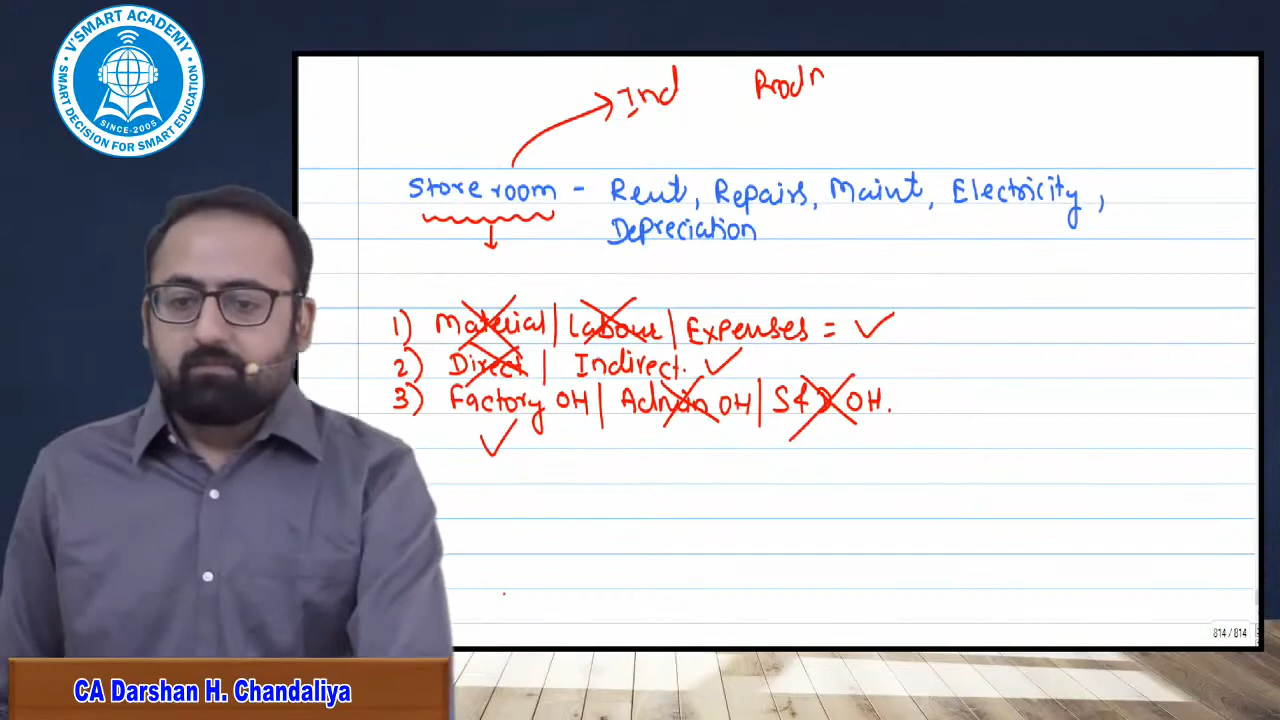 V'SMART ACADEMY
SMART DECISION FOR SMART EDUCATION
SINCE-2005
Ind Prodn
Store room - Rent, Repairs, Maint, Electricity,
Depreciation
1) Material | Labour | Expenses = ✓
2) Direct | Indirect. ✓
3) Factory OH | Admn OH | S & D OH.
✓
814 / 814
CA Darshan H. Chandaliya